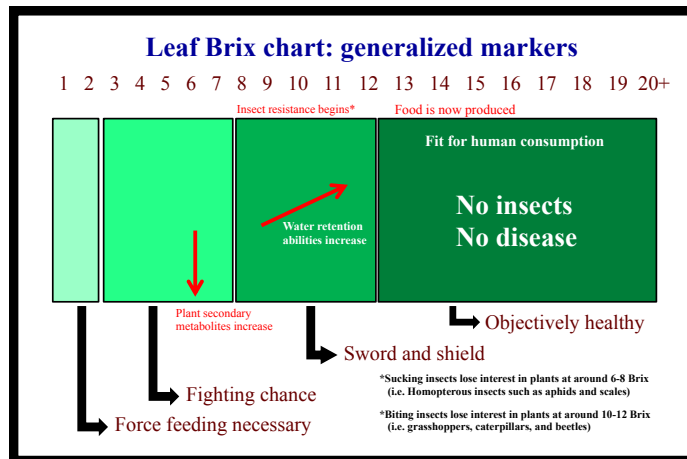 Leaf Brix chart: generalized markers
1 2 3 4 5 6 7 8 9 10 11 12 13 14 15 16 17 18 19 20+
Insect resistance begins*
Food is now produced
Fit for human consumption
No insects
No disease
Water retention
abilities increase
Plant secondary
metabolites increase
Objectively healthy
Sword and shield
*Sucking insects lose interest in plants at around 6-8 Brix
(i.e. Homopterous insects such as aphids and scales)
Fighting chance
*Biting insects lose interest in plants at around 10-12 Brix
(i.e. grasshoppers, caterpillars, and beetles)
Force feeding necessary